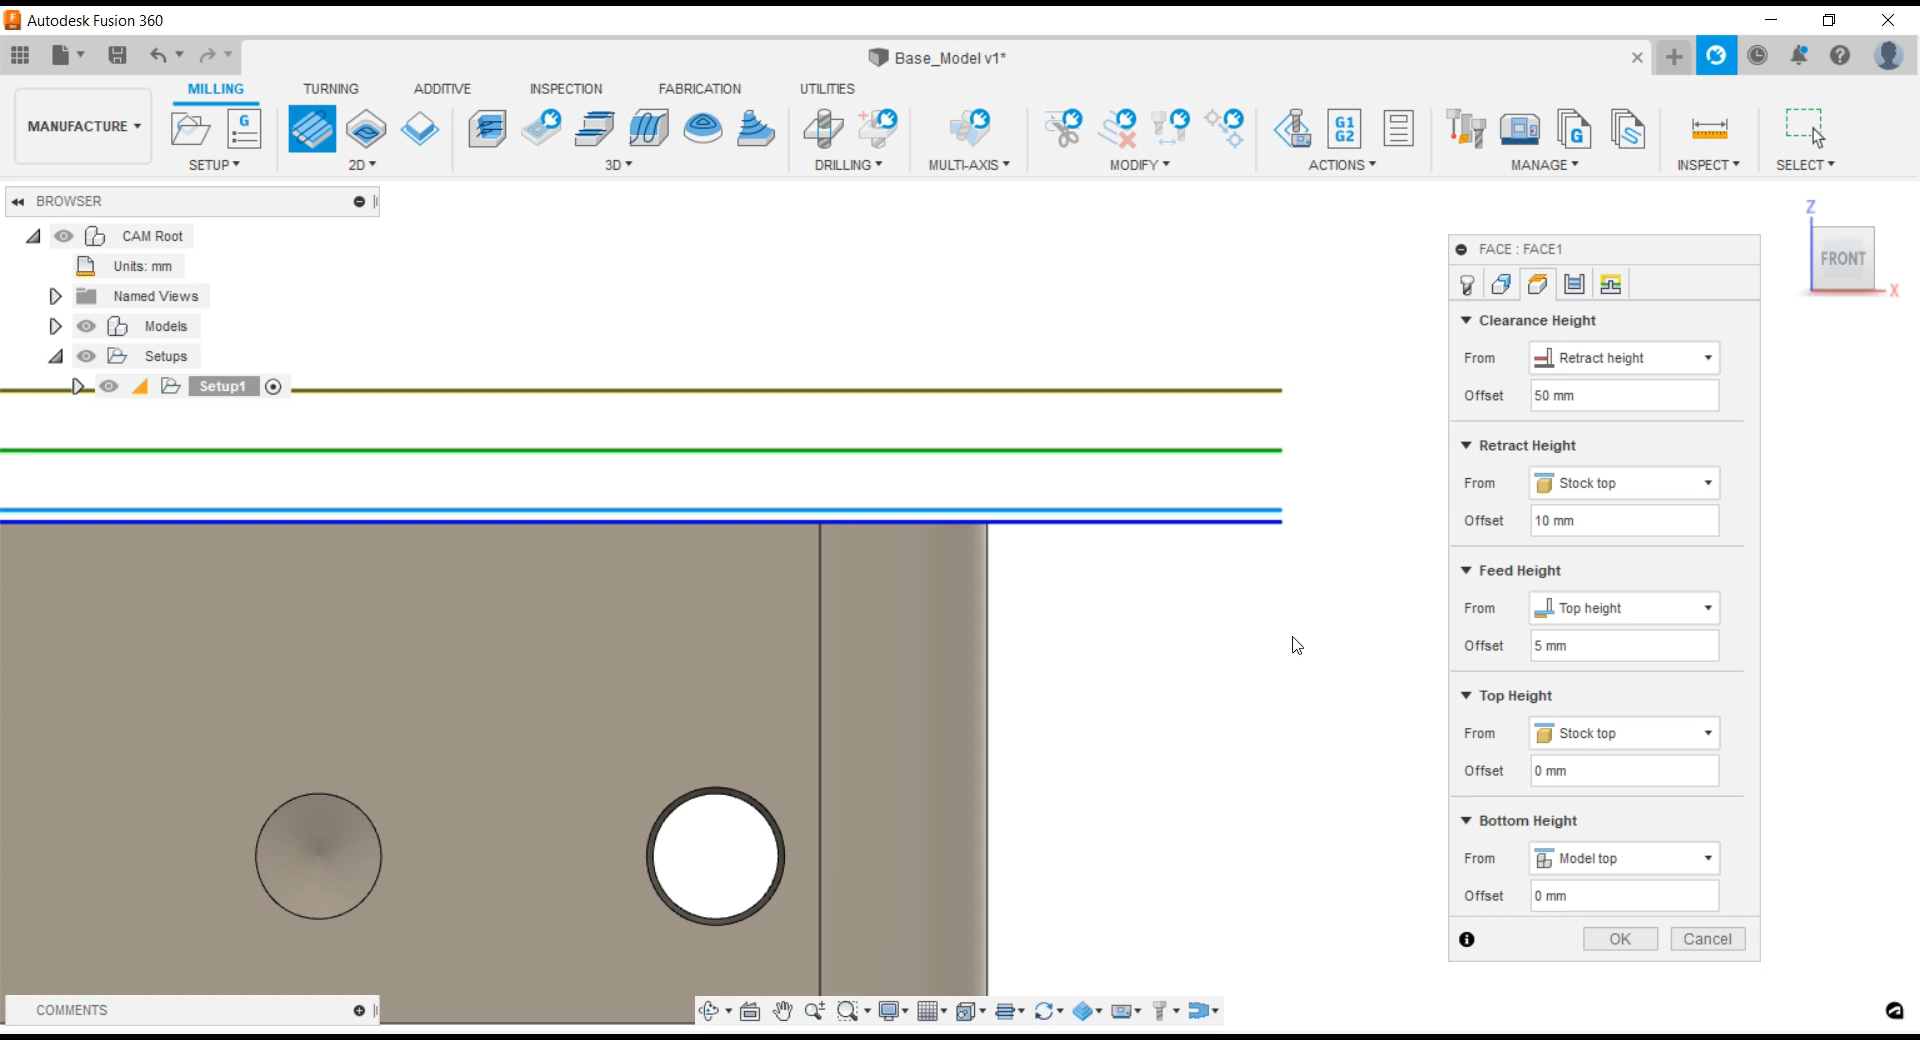 Autodesk Fusion 360
Base_Model v1*
MILLING TURNING ADDITIVE INSPECTION FABRICATION UTILITIES
MANUFACTURE
G
G1
G2
G
SETUP 2D 3D DRILLING MULTI-AXIS MODIFY ACTIONS MANAGE INSPECT SELECT
BROWSER
CAM Root
Units: mm
Named Views
Models
Setups
Setup1
Z
FRONT
X
FACE : FACE1
Clearance Height
From Retract height
Offset 50 mm
Retract Height
From Stock top
Offset 10 mm
Feed Height
From Top height
Offset 5 mm
Top Height
From Stock top
Offset 0 mm
Bottom Height
From Model top
Offset 0 mm
OK Cancel
COMMENTS